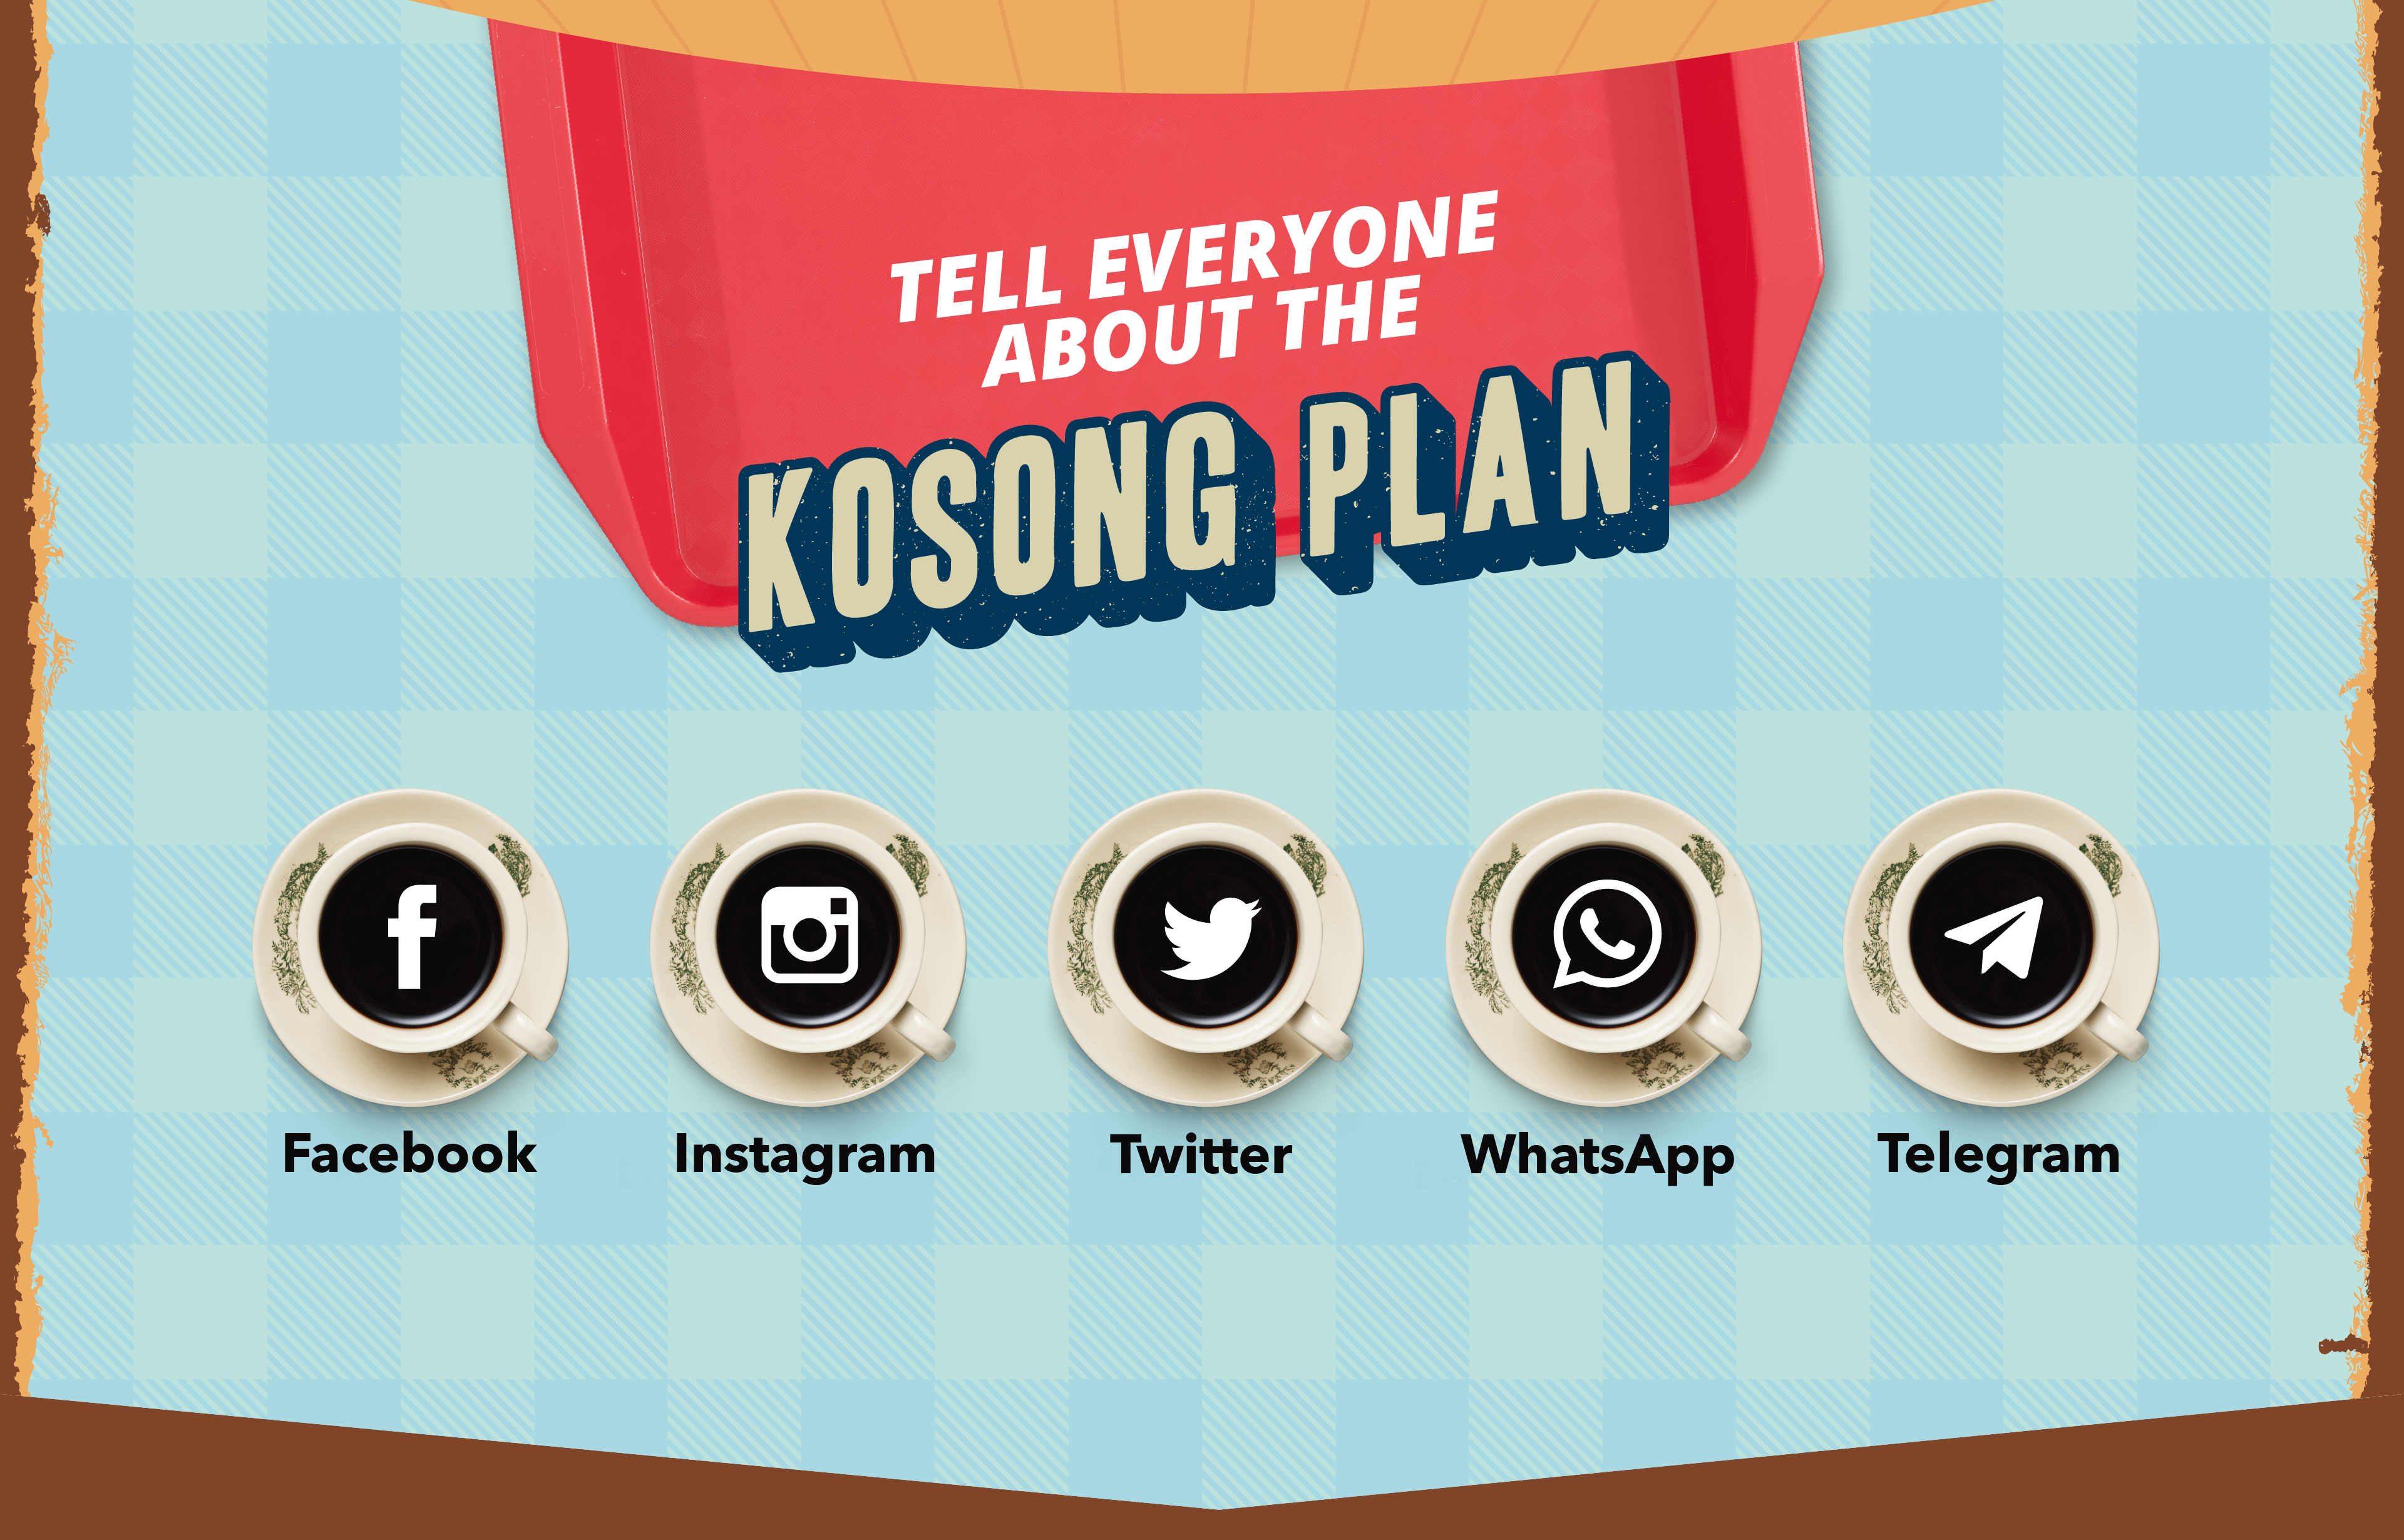 TELL EVERYONE
ABOUT THE
KOSONG PLAN
Facebook
Instagram
Twitter
WhatsApp
Telegram